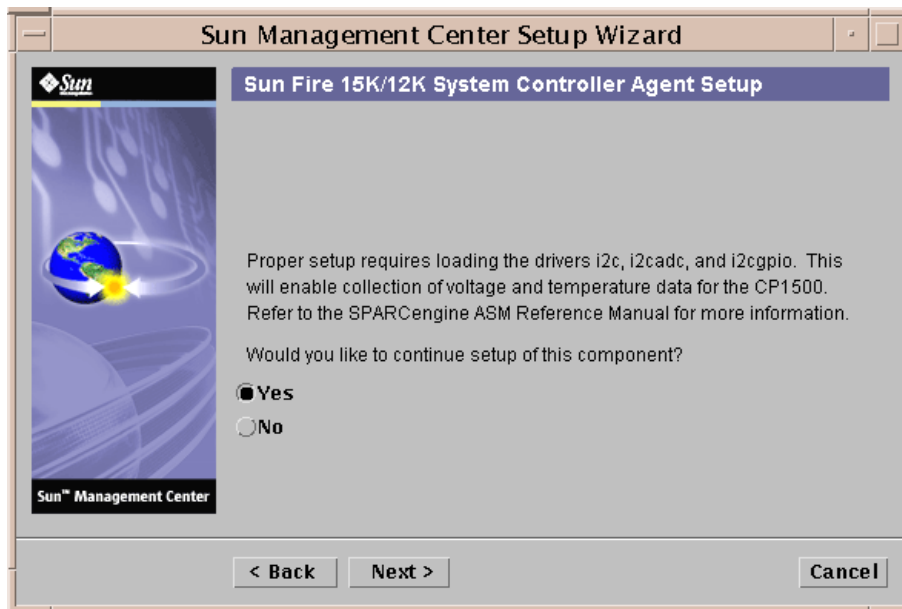 Sun Management Center Setup Wizard
Sun
Sun Fire 15K/12K System Controller Agent Setup
Proper setup requires loading the drivers i2c, i2cadc, and i2cgpio. This
will enable collection of voltage and temperature data for the CP1500.
Refer to the SPARCengine ASM Reference Manual for more information.
Would you like to continue setup of this component?
Yes
No
Sun™ Management Center
< Back
Next >
Cancel